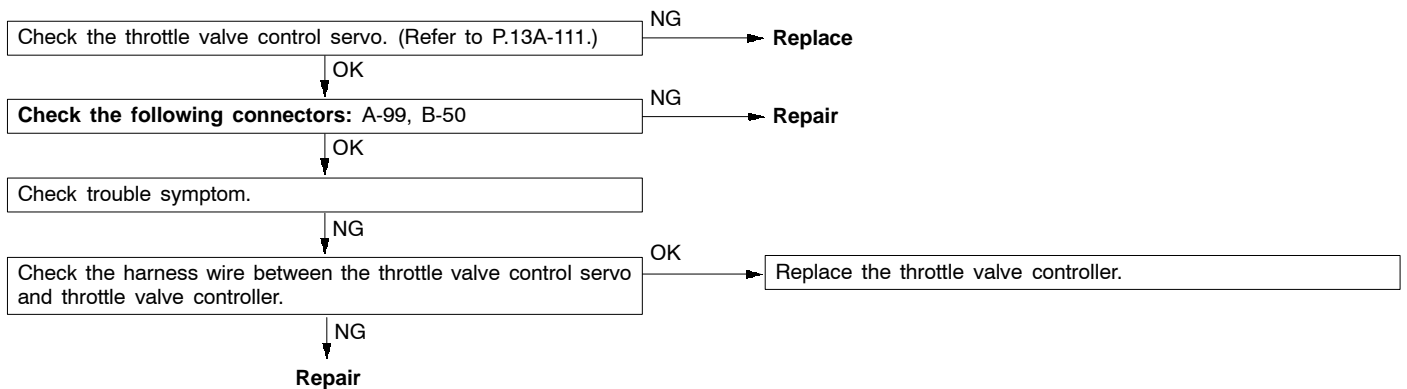 Check the throttle valve control servo. (Refer to P.13A-111.)
NG
Replace
OK
Check the following connectors: A-99, B-50
NG
Repair
OK
Check trouble symptom.
NG
Check the harness wire between the throttle valve control servo
and throttle valve controller.
OK
Replace the throttle valve controller.
NG
Repair